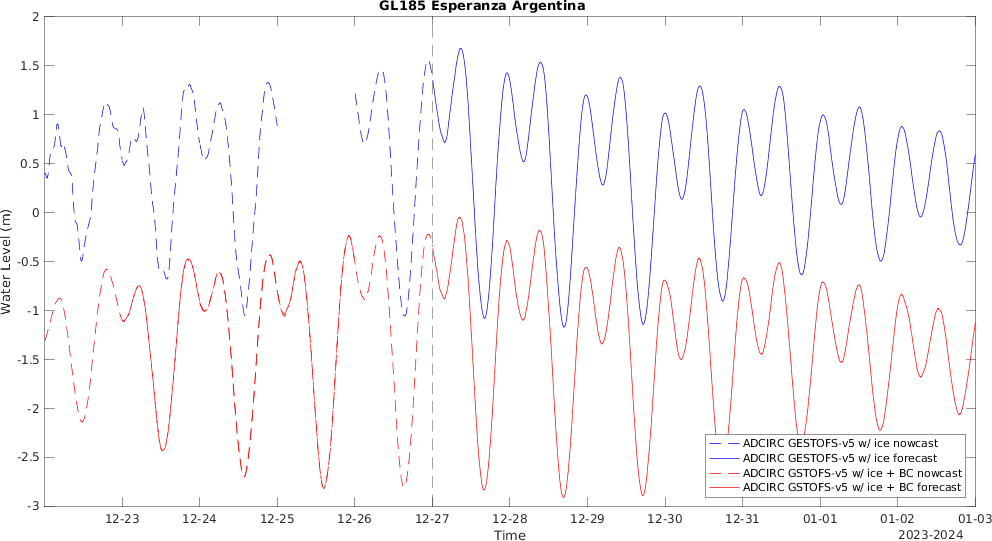 GL185 Esperanza Argentina
2
1.5
1
0.5
0
-0.5
-1
-1.5
-2
-2.5
-3
Water Level (m)
ADCIRC GESTOFS-v5 w/ ice nowcast
ADCIRC GESTOFS-v5 w/ ice forecast
ADCIRC GSTOFS-v5 w/ ice + BC nowcast
ADCIRC GSTOFS-v5 w/ ice + BC forecast
12-23 12-24 12-25 12-26 12-27 12-28 12-29 12-30 12-31 01-01 01-02 01-03
Time
2023-2024